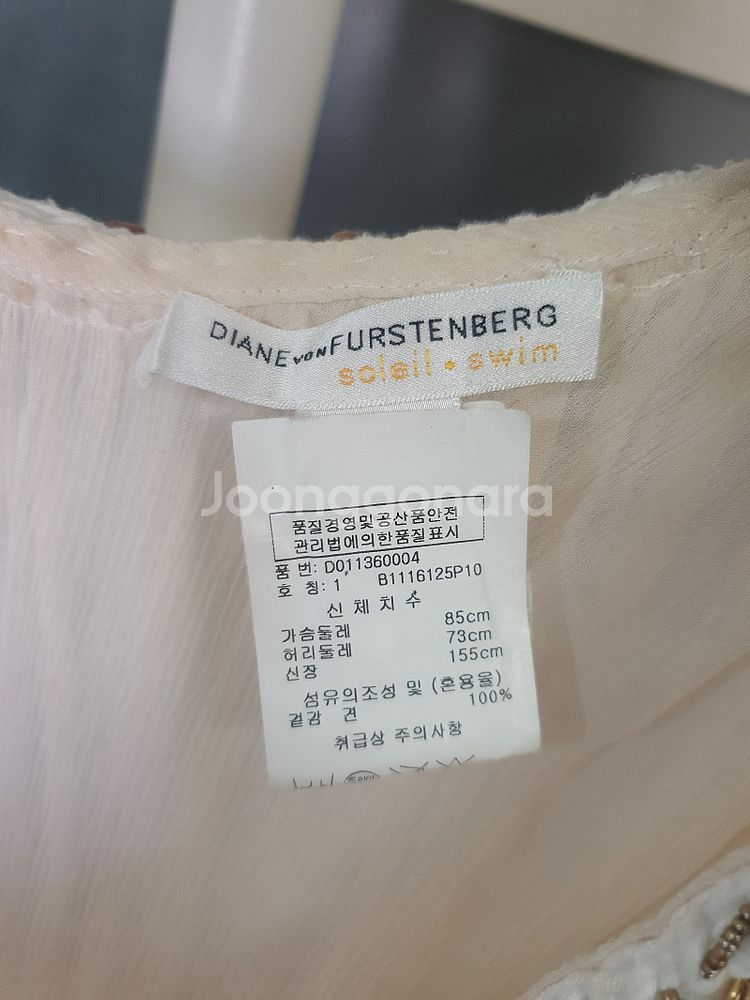 DIANE VON FURSTENBERG
soleil • swim
Joonggonara
품질경영및공산품안전
관리법에의한품질표시
품 번: D011360004
호 칭: 1 B1116125P10
신 체 치 수
가슴둘레 85cm
허리둘레 73cm
신장 155cm
섬유의조성 및 (혼용율)
겉감 견 100%
취급상 주의사항